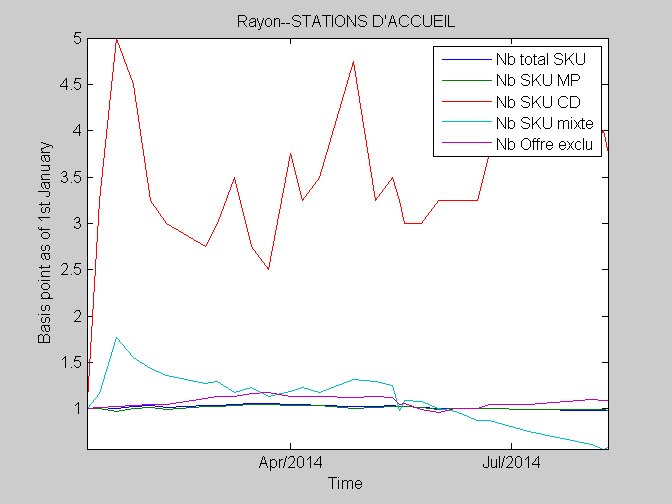 Rayon--STATIONS D'ACCUEIL
Nb total SKU
Nb SKU MP
Nb SKU CD
Nb SKU mixte
Nb Offre exclu
Basis point as of 1st January
5
4.5
4
3.5
3
2.5
2
1.5
1
Apr/2014
Jul/2014
Time